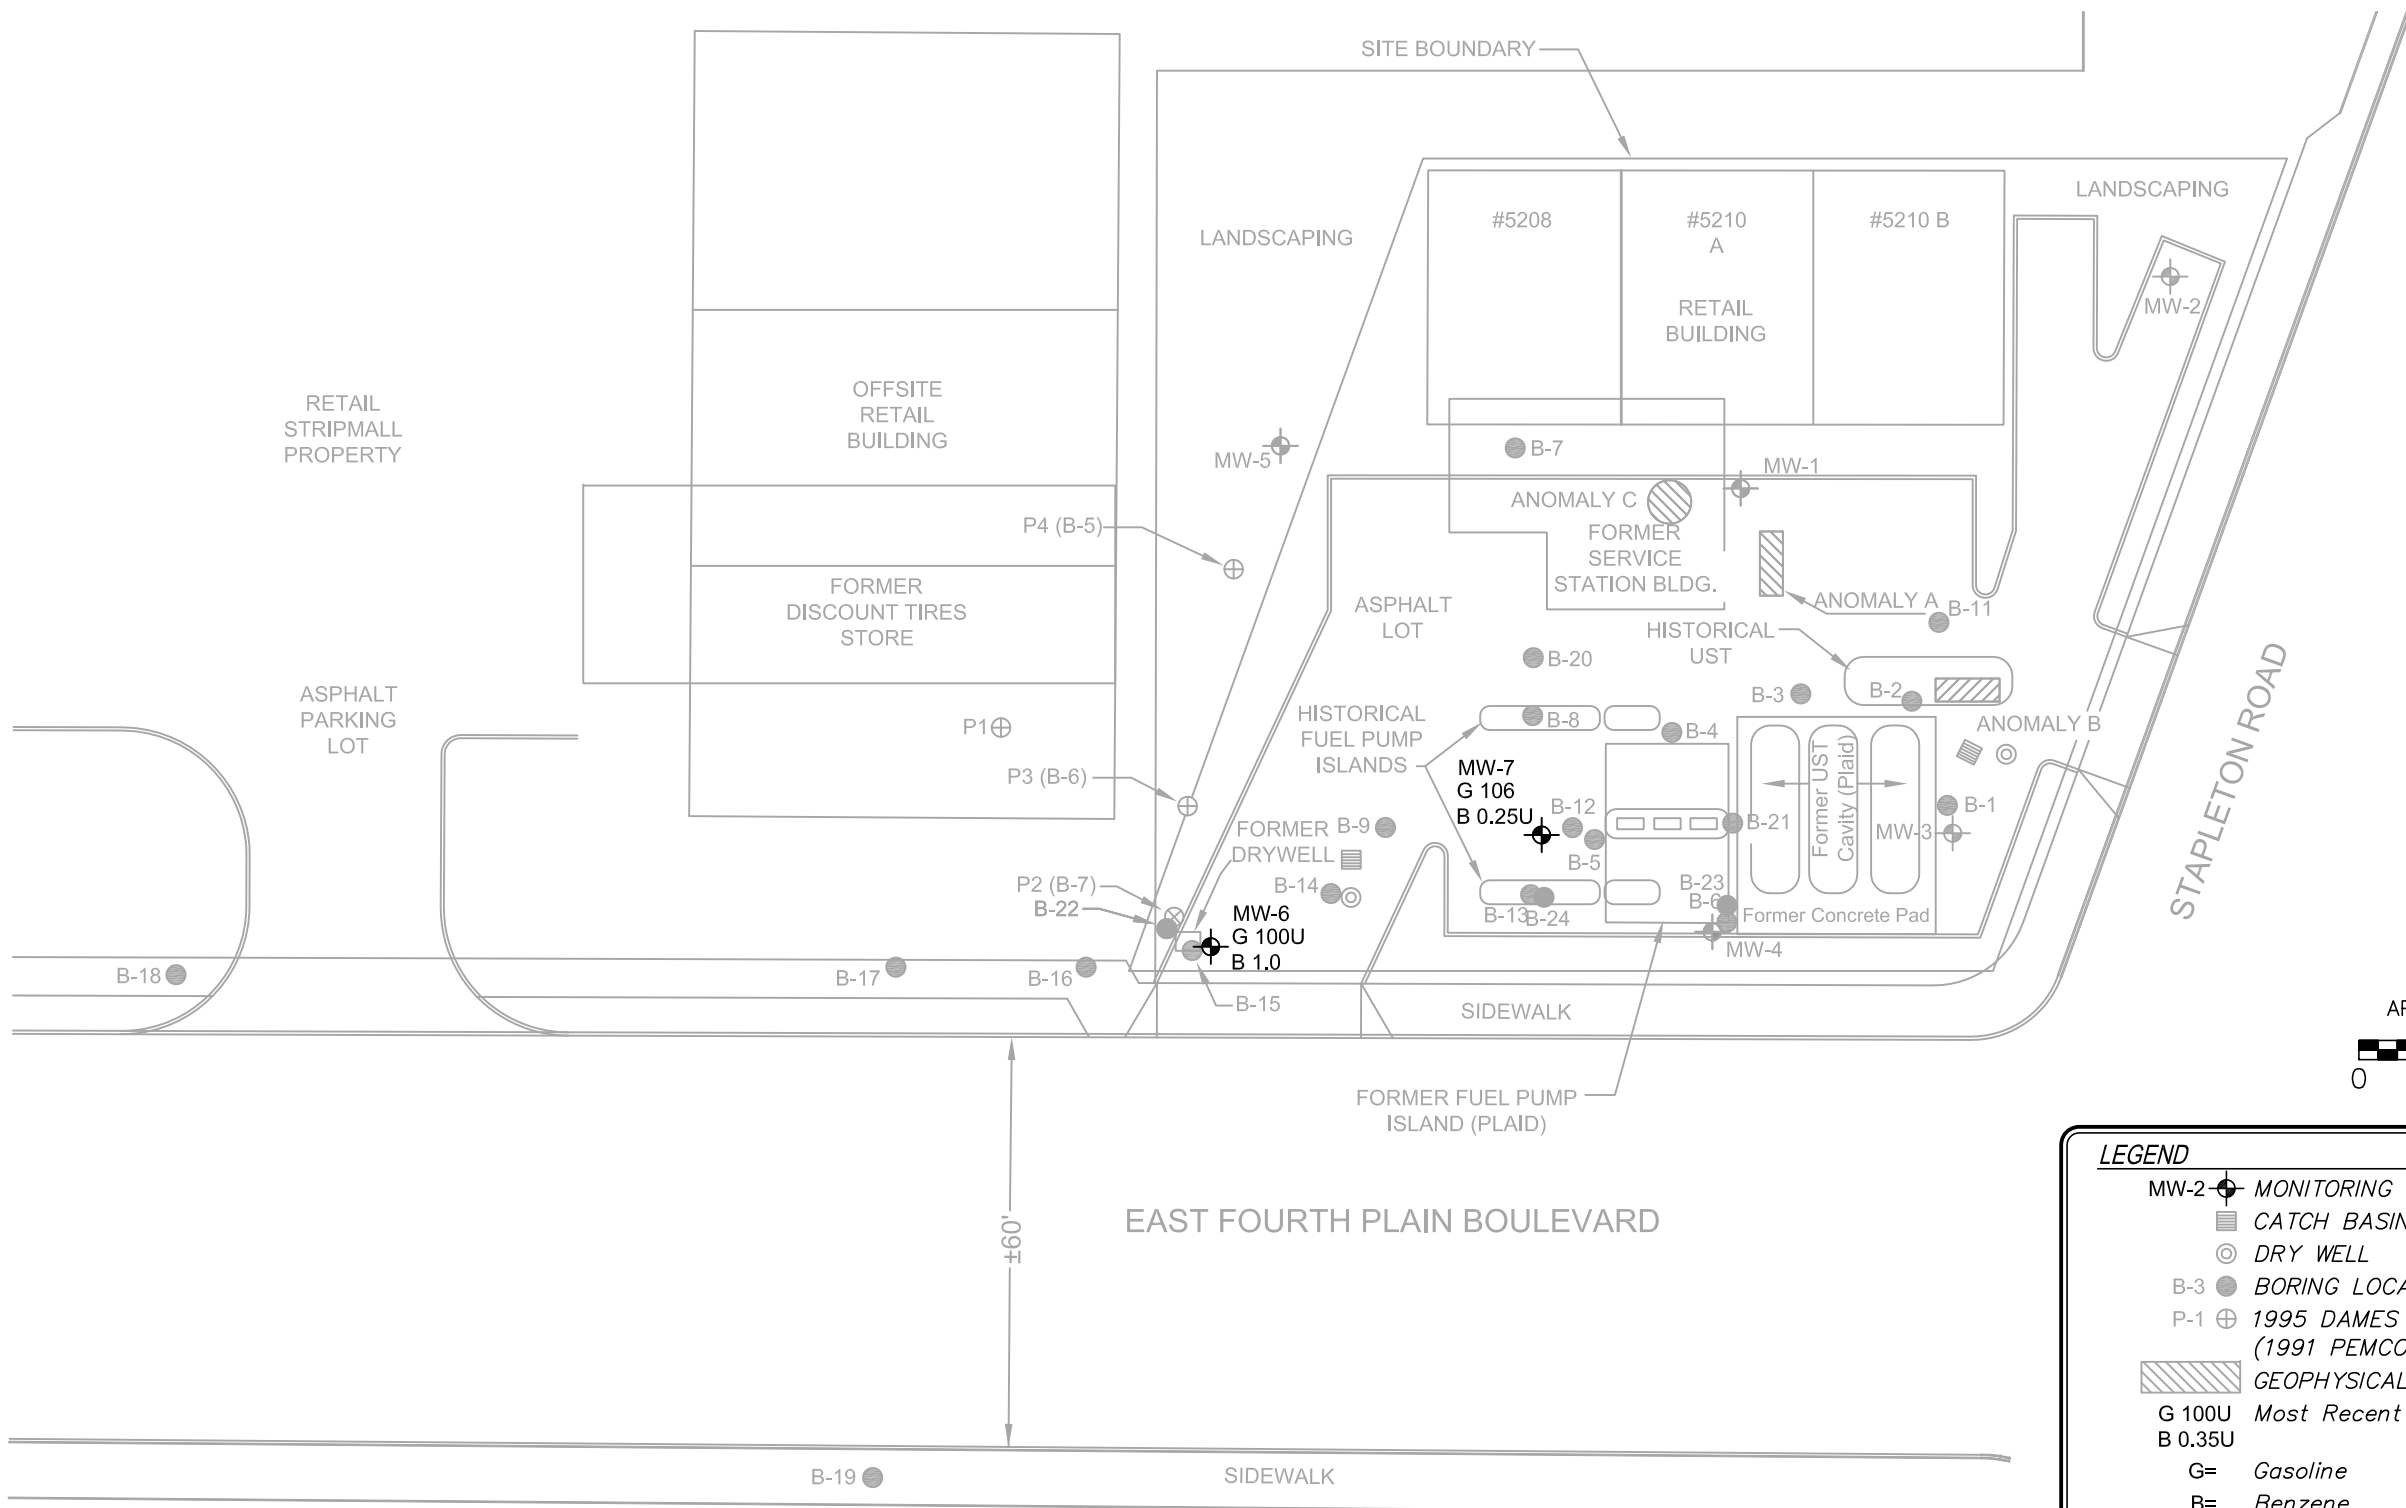 SITE BOUNDARY
LANDSCAPING
LANDSCAPING
#5208
#5210
A
#5210 B
RETAIL
BUILDING
MW-2
RETAIL
STRIPMALL
PROPERTY
OFFSITE
RETAIL
BUILDING
MW-5
B-7
MW-1
ANOMALY C
P4 (B-5)
FORMER
SERVICE
STATION BLDG.
FORMER
DISCOUNT TIRES
STORE
ASPHALT
LOT
ANOMALY A
B-11
HISTORICAL
UST
B-20
B-3
B-2
ASPHALT
PARKING
LOT
P1
HISTORICAL
FUEL PUMP
ISLANDS
B-8
B-4
ANOMALY B
STAPLETON ROAD
P3 (B-6)
MW-7
G 106
B 0.25U
B-12
B-5
B-21
Former UST
Cavity (Plaid)
B-1
MW-3
FORMER
DRYWELL
B-9
P2 (B-7)
B-22
B-14
MW-6
G 100U
B 1.0
B-13
B-24
B-23
B-6
Former Concrete Pad
MW-4
B-18
B-17
B-16
B-15
SIDEWALK
0
FORMER FUEL PUMP
ISLAND (PLAID)
±60'
EAST FOURTH PLAIN BOULEVARD
LEGEND
MW-2 MONITORING
CATCH BASIN
DRY WELL
B-3 BORING
P-1 1995 DAMES
(1991 PEMCO
GEOPHYSICAL
G 100U Most Recent
B 0.35U
G= Gasoline
B= Benzene
B-19
SIDEWALK